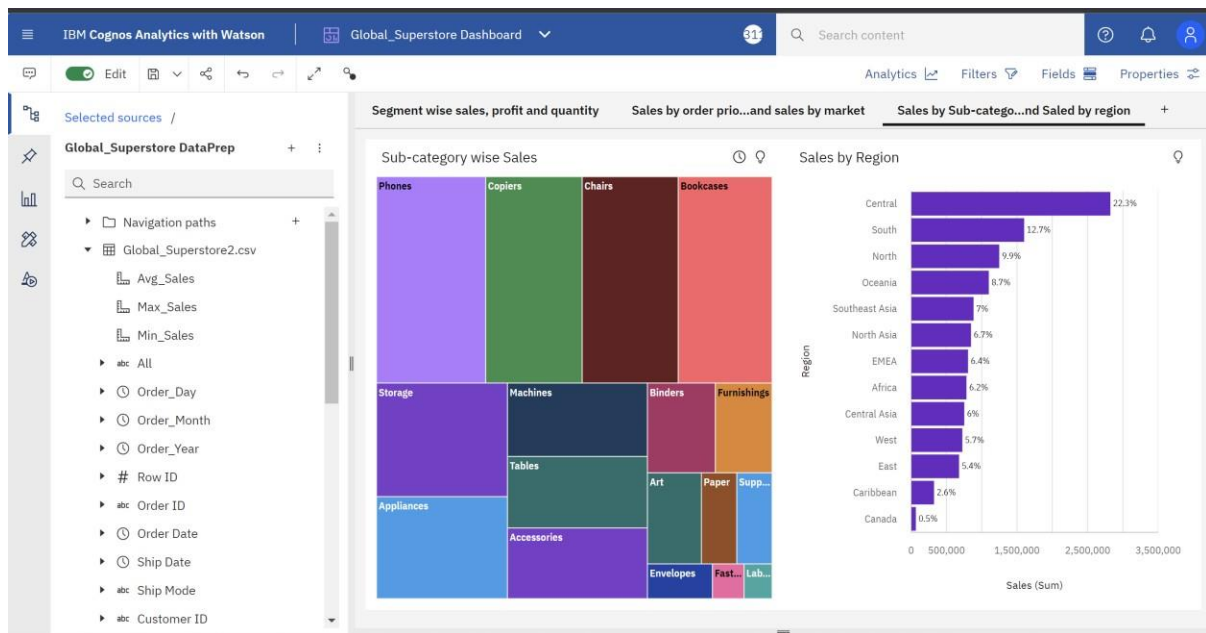 IBM Cognos Analytics with Watson
Global_Superstore Dashboard
Search content
Edit
Analytics
Filters
Fields
Properties
Selected sources /
Global_Superstore DataPrep
Search
Navigation paths
Global_Superstore2.csv
Avg_Sales
Max_Sales
Min_Sales
abc All
Order_Day
Order_Month
Order_Year
# Row ID
abc Order ID
Order Date
Ship Date
abc Ship Mode
abc Customer ID
Segment wise sales, profit and quantity
Sales by order prio...and sales by market
Sales by Sub-catego...nd Saled by region
Sub-category wise Sales
Phones
Copiers
Chairs
Bookcases
Storage
Machines
Binders
Furnishings
Tables
Art
Paper
Supp...
Appliances
Accessories
Envelopes
Fast...
Lab...
Sales by Region
Region
Central 22.3%
South 12.7%
North 9.9%
Oceania 8.7%
Southeast Asia 7%
North Asia 6.7%
EMEA 6.4%
Africa 6.2%
Central Asia 6%
West 5.7%
East 5.4%
Caribbean 2.6%
Canada 0.5%
0 500,000 1,500,000 2,500,000 3,500,000
Sales (Sum)